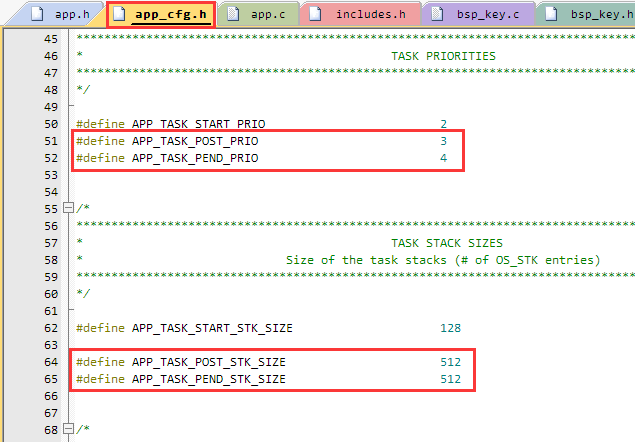 app.h app_cfg.h app.c includes.h bsp_key.c bsp_key.h
45 ********************************************************************************
46 * TASK PRIORITIES
47 ********************************************************************************
48 */
49
50 #define APP_TASK_START_PRIO 2
51 #define APP_TASK_POST_PRIO 3
52 #define APP_TASK_PEND_PRIO 4
53
54
55 /*
56 ********************************************************************************
57 * TASK STACK SIZES
58 * Size of the task stacks (# of OS_STK entries)
59 ********************************************************************************
60 */
61
62 #define APP_TASK_START_STK_SIZE 128
63
64 #define APP_TASK_POST_STK_SIZE 512
65 #define APP_TASK_PEND_STK_SIZE 512
66
67
68 /*